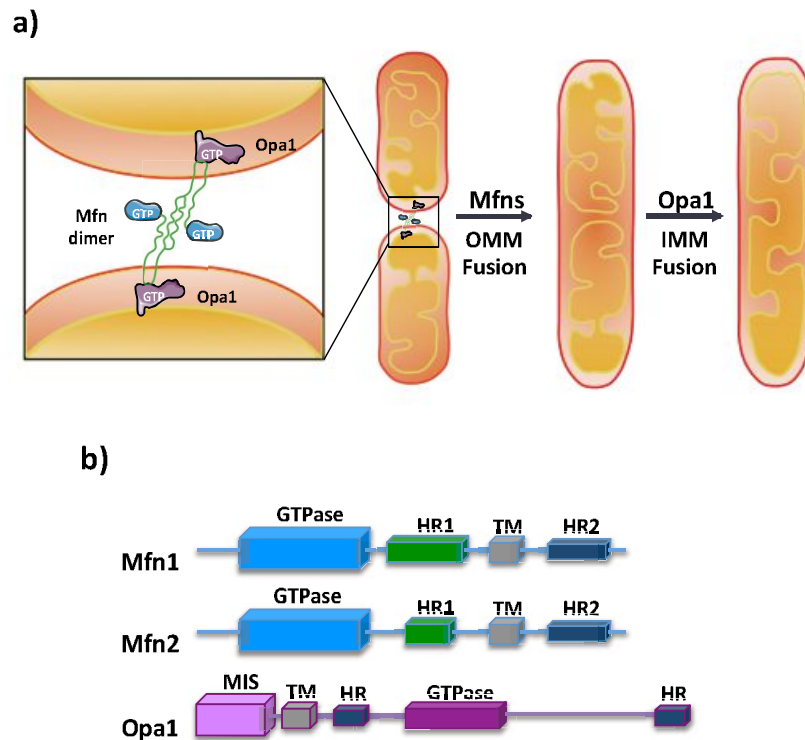 a)
GTP
Opa1
Mfn
dimer
GTP
GTP
GTP
Opa1
Mfns
OMM
Fusion
Opa1
IMM
Fusion
b)
GTPase
HR1
TM
HR2
Mfn1
GTPase
HR1
TM
HR2
Mfn2
MIS
TM
HR
GTPase
HR
Opa1